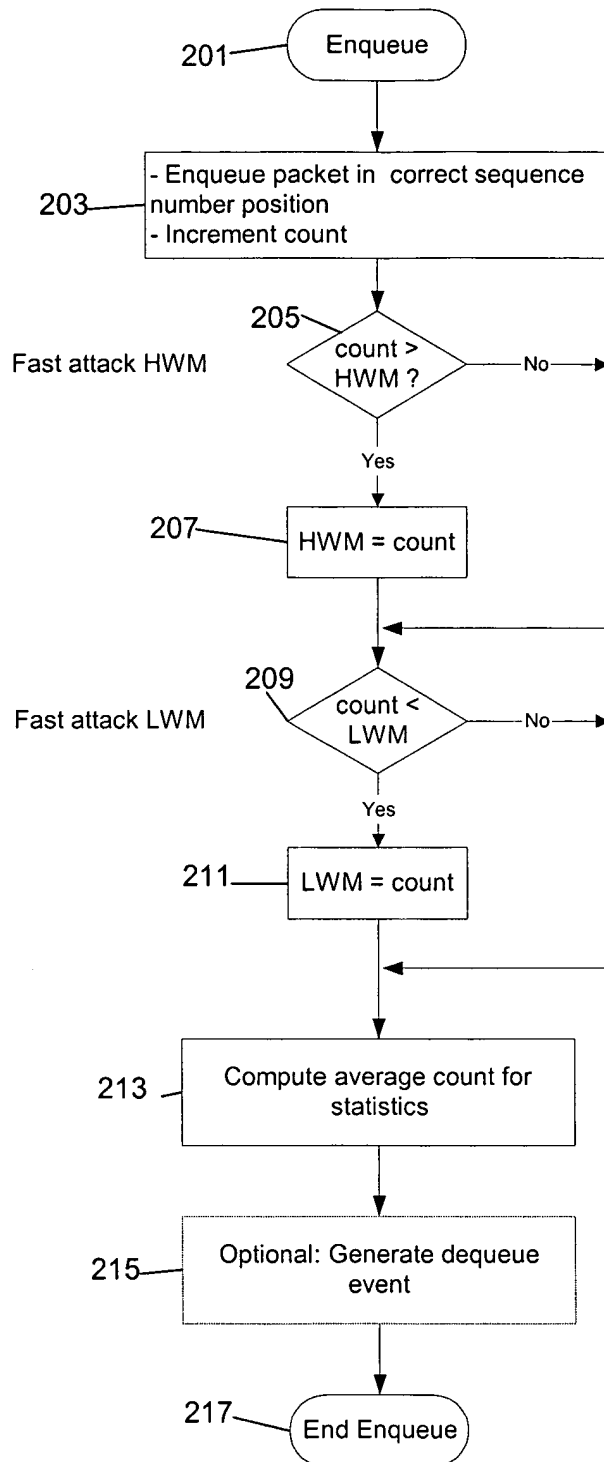 201
Enqueue
- Enqueue packet in correct sequence
203
number position
- Increment count
205
Fast attack HWM
count >
HWM ?
No
Yes
207
HWM = count
209
Fast attack LWM
count <
LWM
No
Yes
211
LWM = count
213
Compute average count for
statistics
215
Optional: Generate dequeue
event
217
End Enqueue